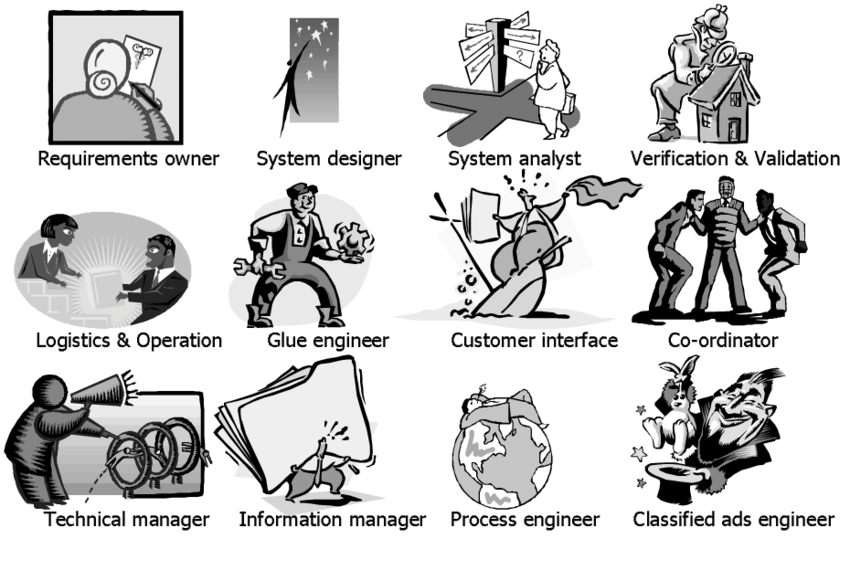 Requirements owner
System designer
System analyst
Verification & Validation
Logistics & Operation
Glue engineer
Customer interface
Co-ordinator
Technical manager
Information manager
Process engineer
Classified ads engineer